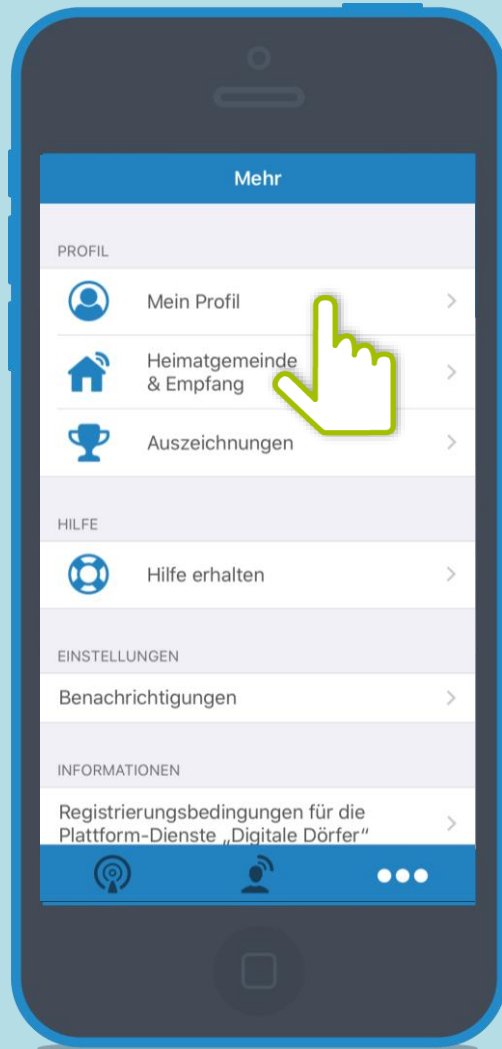 Mehr
PROFIL
Mein Profil
Heimatgemeinde
& Empfang
Auszeichnungen
HILFE
Hilfe erhalten
EINSTELLUNGEN
Benachrichtigungen
INFORMATIONEN
Registrierungsbedingungen für die
Plattform-Dienste „Digitale Dörfer“